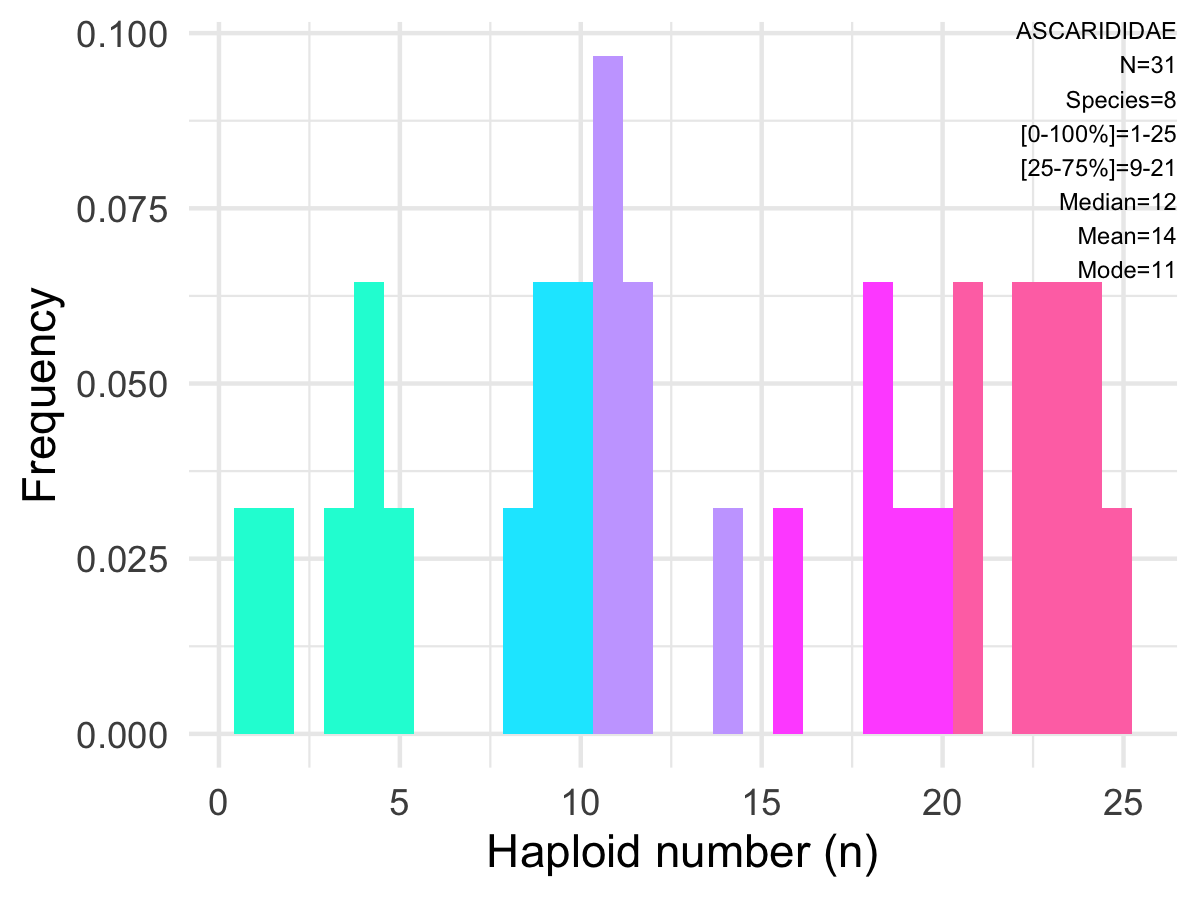 ASCARIDIDAE
N=31
Species=8
[0-100%]=1-25
[25-75%]=9-21
Median=12
Mean=14
Mode=11
0.100
0.075
0.050
0.025
0.000
Frequency
0 5 10 15 20 25
Haploid number (n)